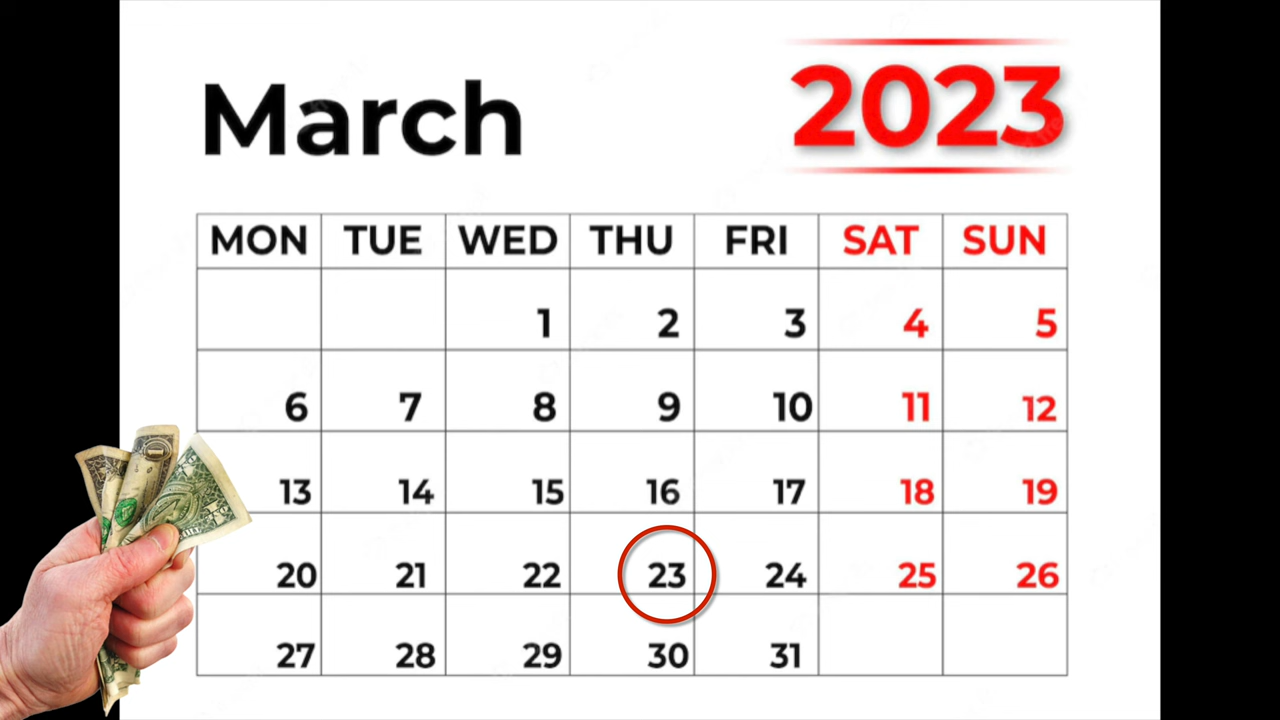 March
2023
MON TUE WED THU FRI SAT SUN
1 2 3 4 5
6 7 8 9 10 11 12
13 14 15 16 17 18 19
20 21 22 23 24 25 26
27 28 29 30 31